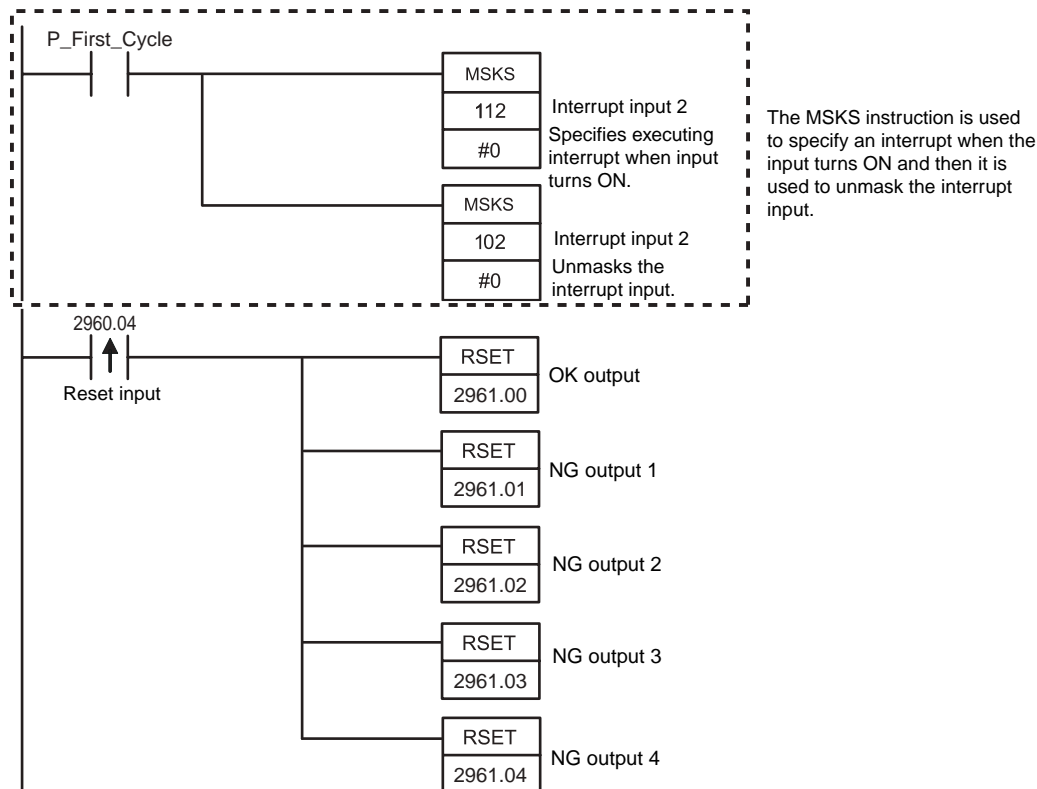 P_First_Cycle
MSKS
112
Interrupt input 2
#0
Specifies executing
interrupt when input
turns ON.
MSKS
102
Interrupt input 2
#0
Unmasks the
interrupt input.
The MSKS instruction is used
to specify an interrupt when the
input turns ON and then it is
used to unmask the interrupt
input.
2960.04
Reset input
RSET
2961.00
OK output
RSET
2961.01
NG output 1
RSET
2961.02
NG output 2
RSET
2961.03
NG output 3
RSET
2961.04
NG output 4